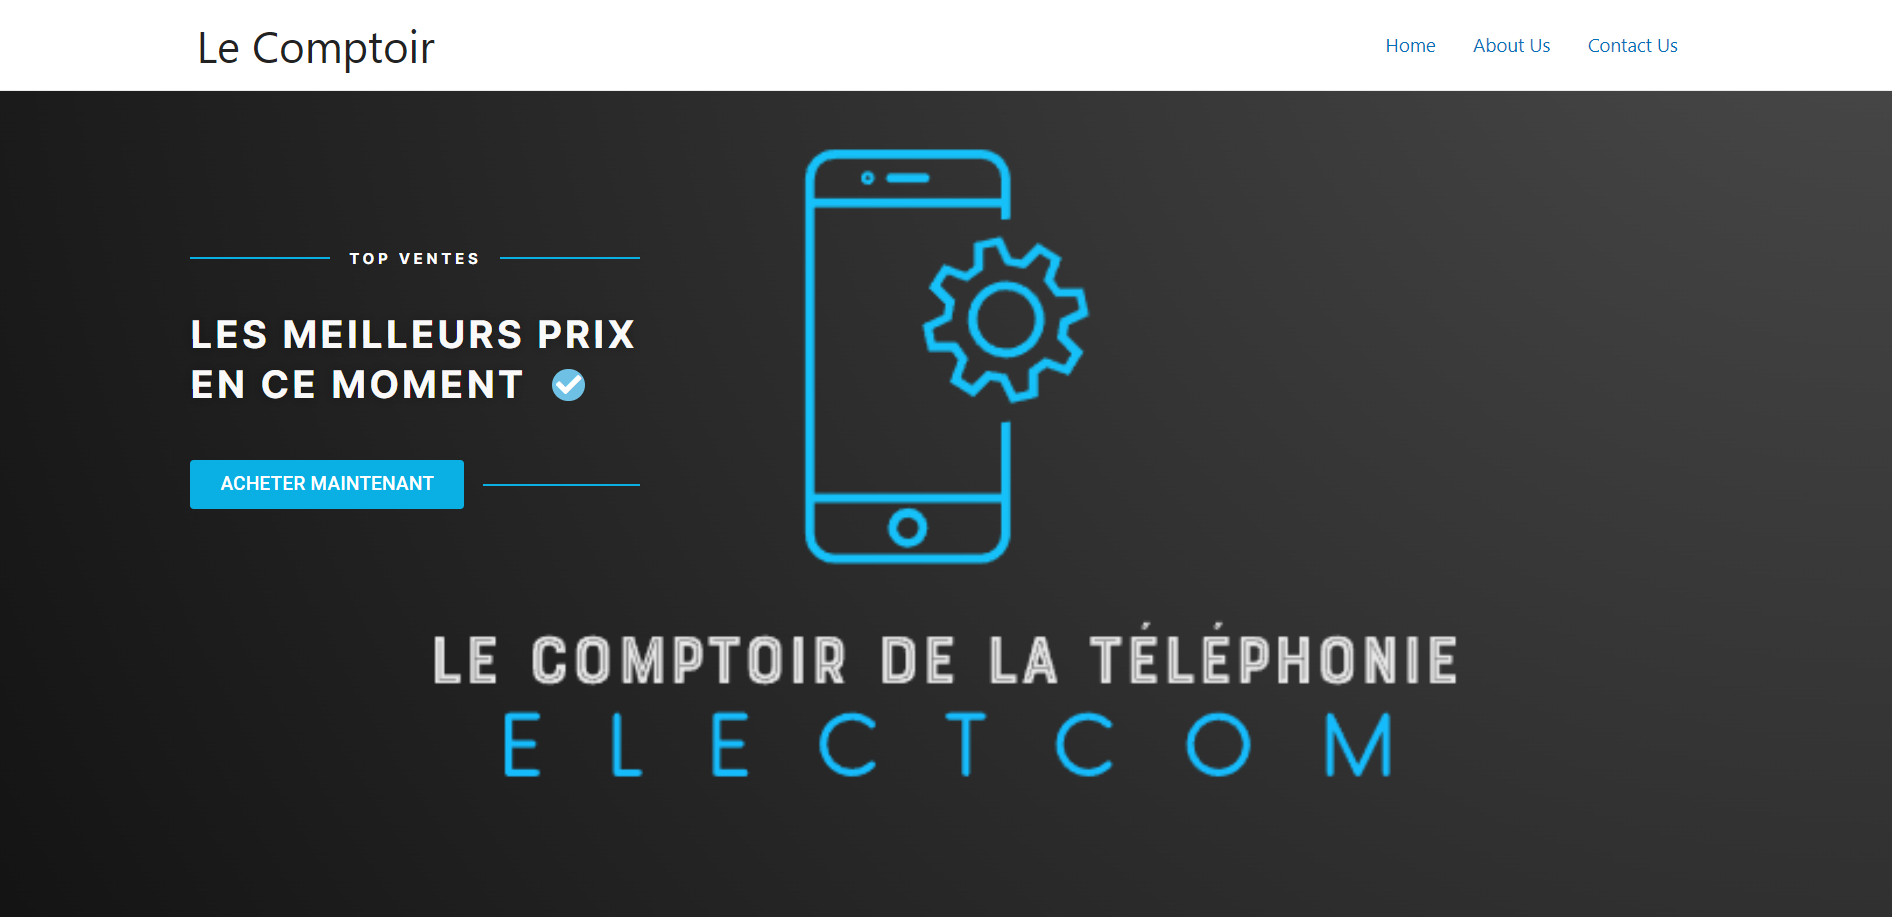 Le Comptoir
Home
About Us
Contact Us
TOP VENTES
LES MEILLEURS PRIX
EN CE MOMENT
ACHETER MAINTENANT
LE COMPTOIR DE LA TÉLÉPHONIE
ELECTCOM